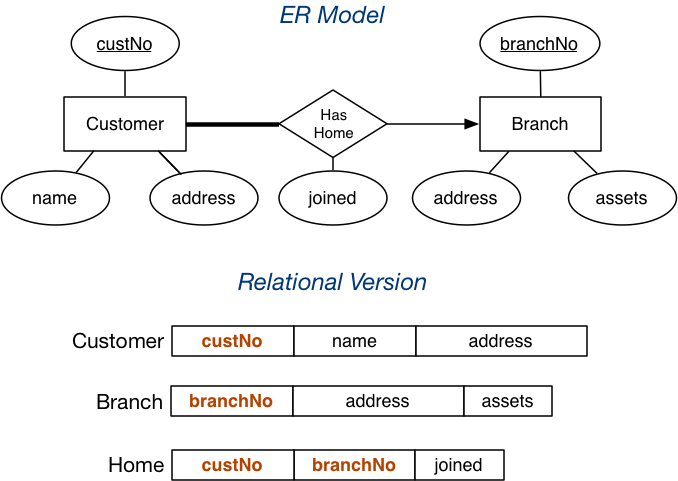 ER Model
custNo
branchNo
Customer
Has
Home
Branch
name
address
joined
address
assets
Relational Version
Customer custNo name address
Branch branchNo address assets
Home custNo branchNo joined